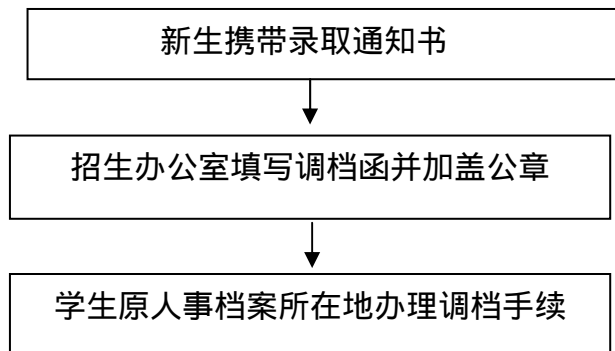 新生携带录取通知书
招生办公室填写调档函并加盖公章
学生原人事档案所在地办理调档手续